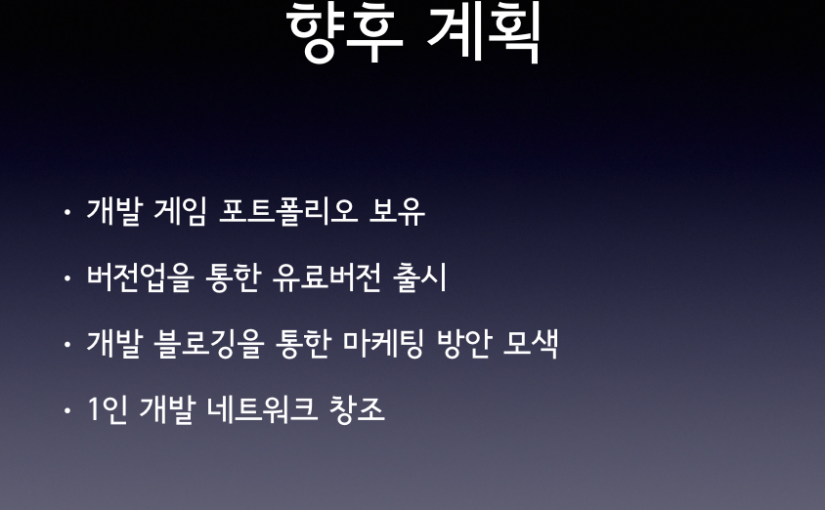 향후 계획
• 개발 게임 포트폴리오 보유
• 버전업을 통한 유료버전 출시
• 개발 블로깅을 통한 마케팅 방안 모색
• 1인 개발 네트워크 창조